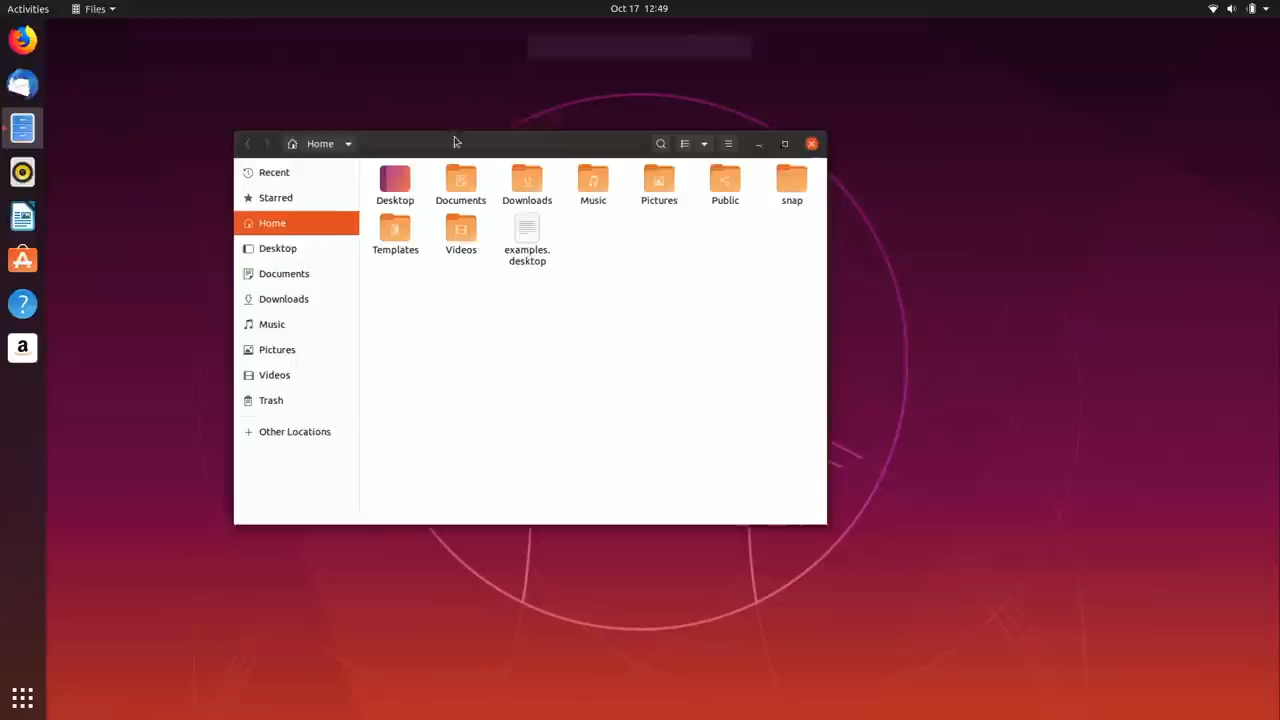 Activities Files Oct 17 12:49
Home
Recent
Starred
Home
Desktop
Documents
Downloads
Music
Pictures
Videos
Trash
Other Locations
Desktop Documents Downloads Music Pictures Public snap
Templates Videos examples.
desktop
?
a